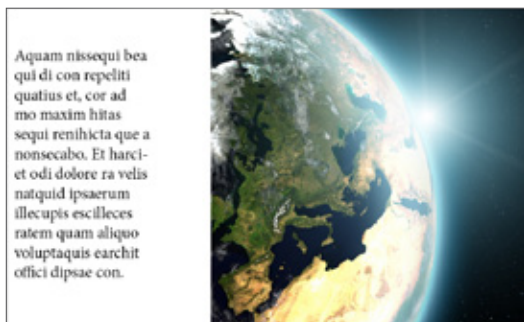 Aquam nissequi bea
qui di con repeliti
quatius et, cor ad
mo maxim hitas
sequi renihicta que a
nonsecabo. Et harci-
et odi dolore ra velis
natquid ipsaerum
illecupis escilleces
ratem quam aliquo
voluptaquis earchit
offici dipsae con.